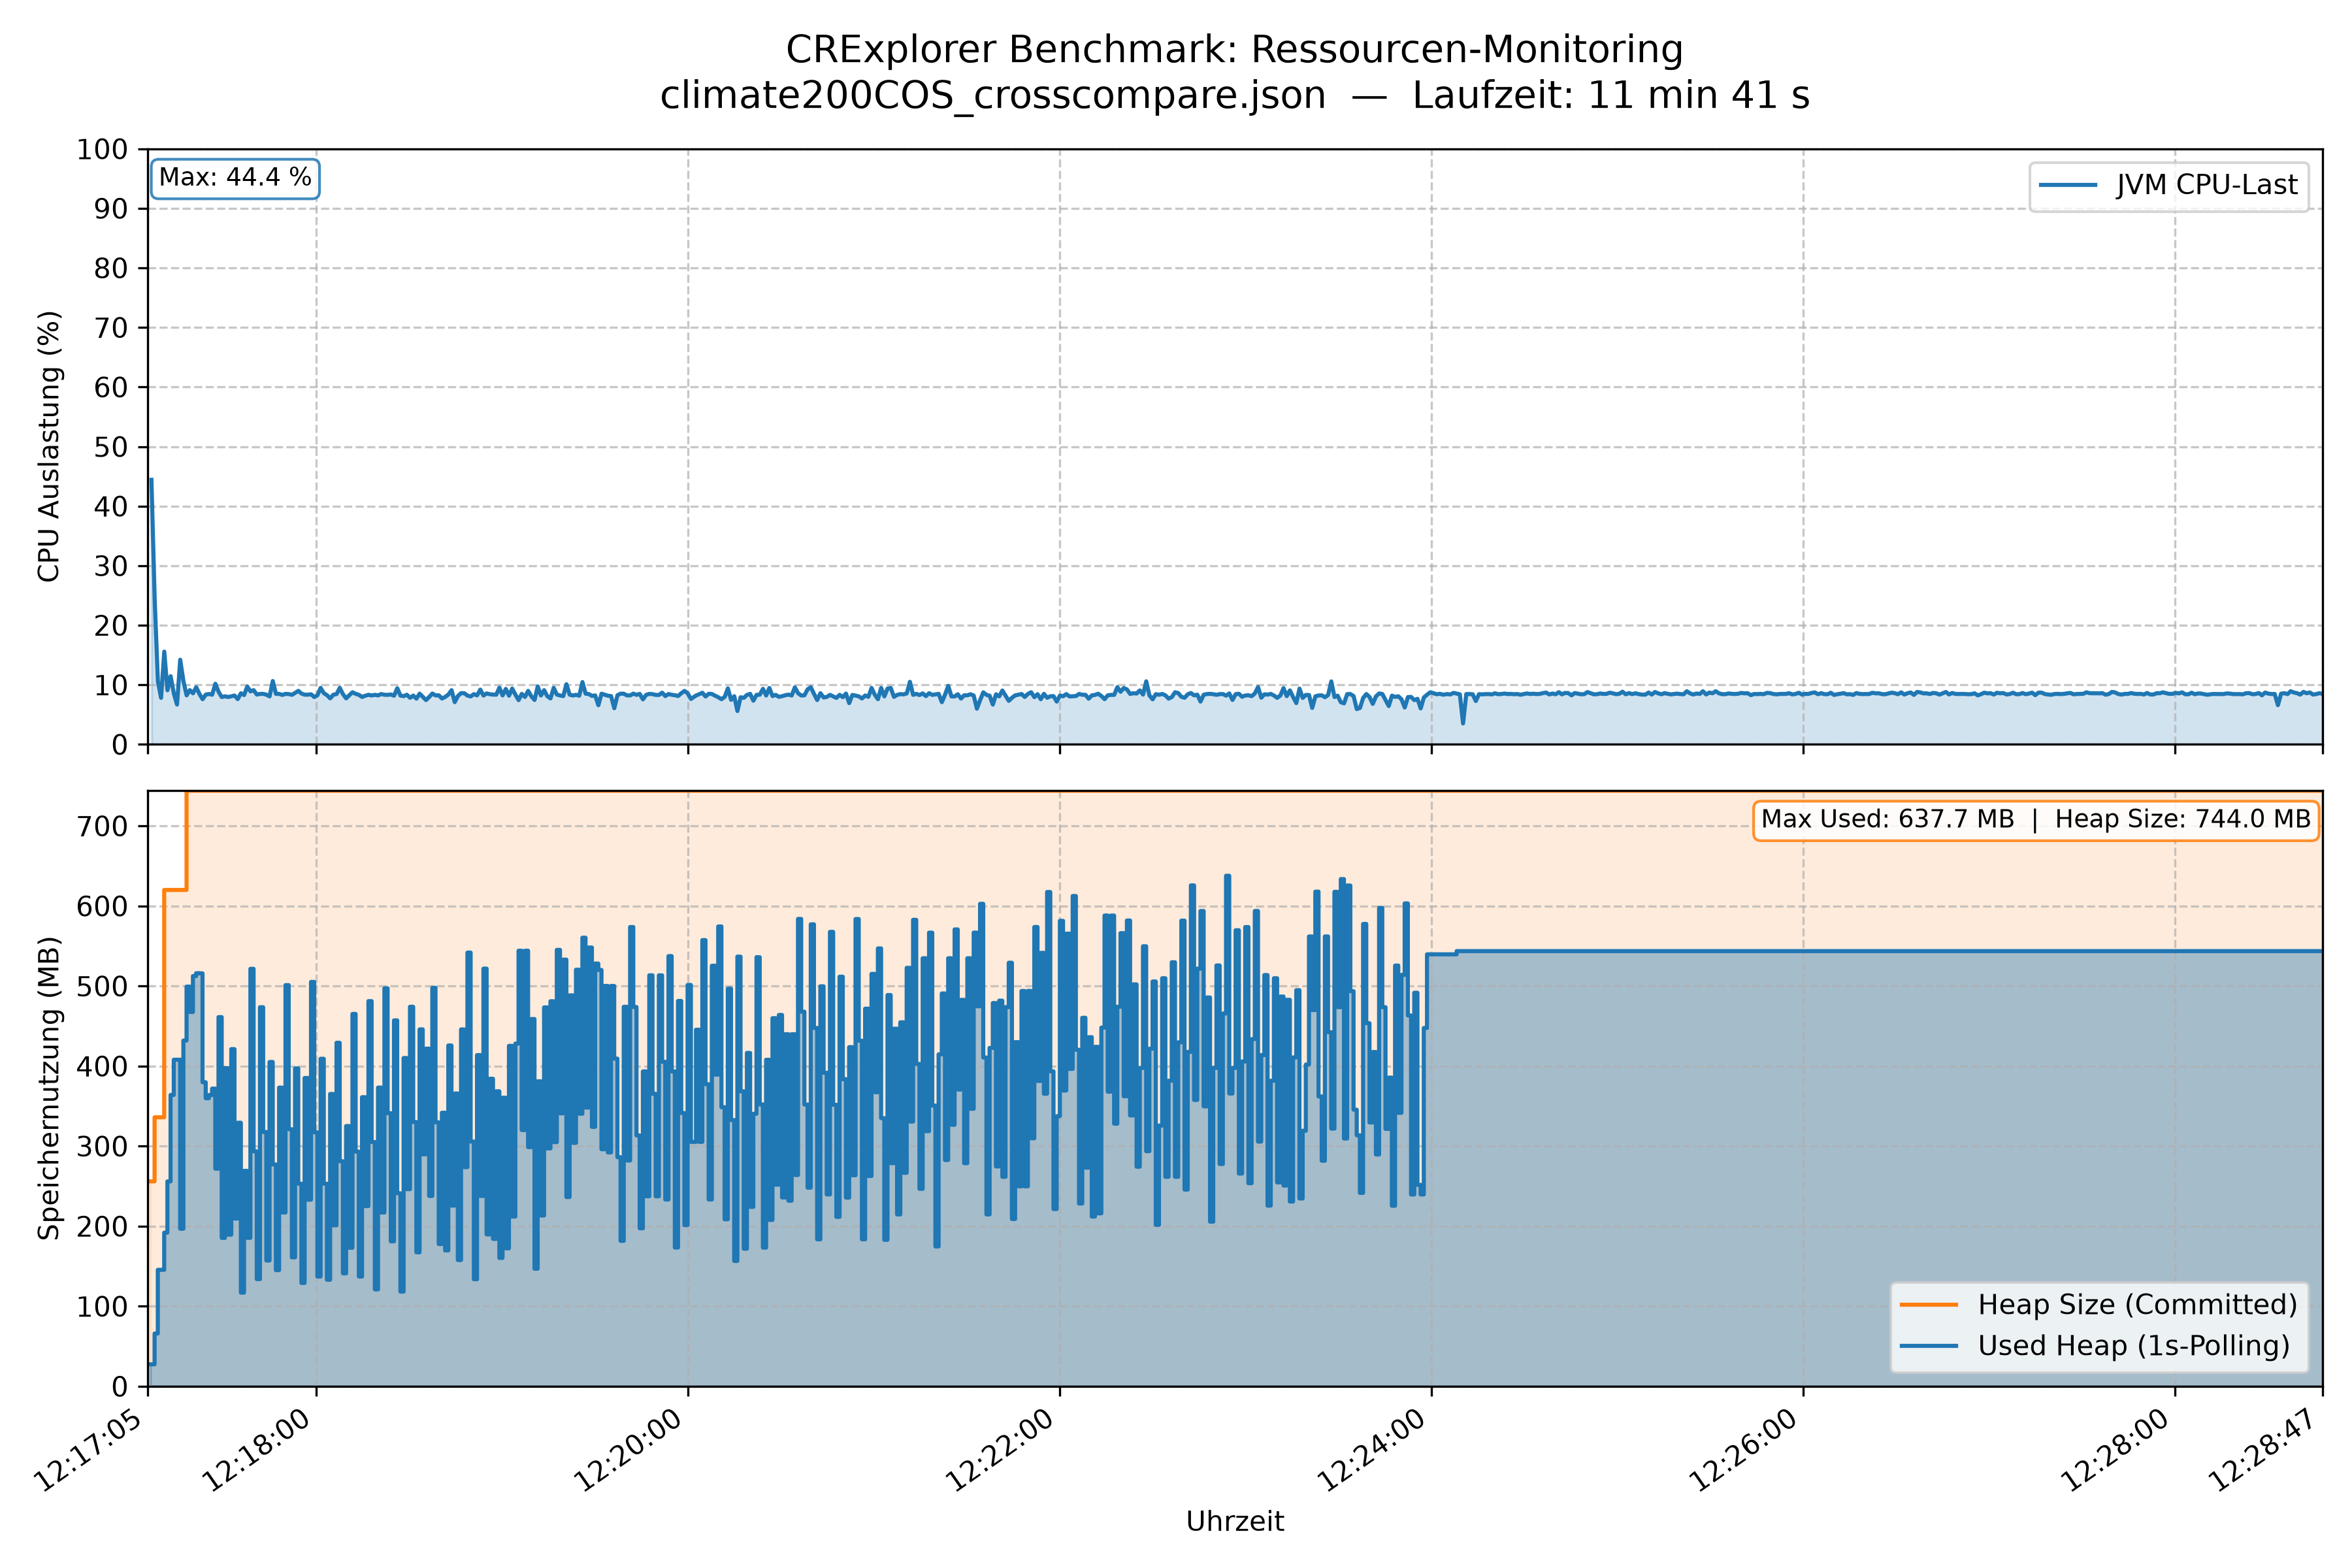 CRExplorer Benchmark: Ressourcen-Monitoring
climate200COS_crosscompare.json — Laufzeit: 11 min 41 s
100
90
80
70
60
50
40
30
20
10
0
CPU Auslastung (%)
Max: 44.4 %
JVM CPU-Last
700
600
500
400
300
200
100
0
Speichernutzung (MB)
Max Used: 637.7 MB | Heap Size: 744.0 MB
Heap Size (Committed)
Used Heap (1s-Polling)
12:17:05
12:18:00
12:20:00
12:22:00
12:24:00
12:26:00
12:28:00
12:28:47
Uhrzeit